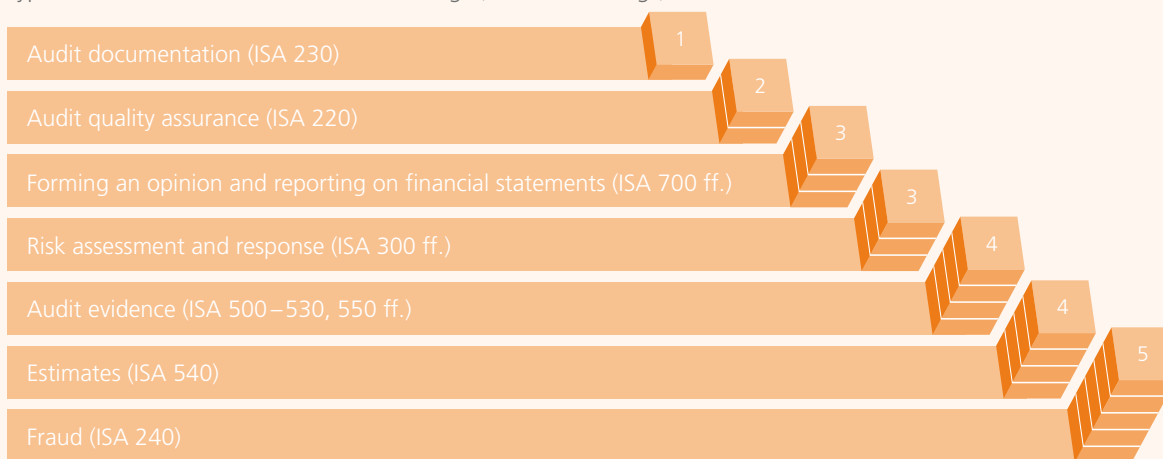 Audit documentation (ISA 230)
1
Audit quality assurance (ISA 220)
2
Forming an opinion and reporting on financial statements (ISA 700 ff.)
3
Risk assessment and response (ISA 300 ff.)
3
Audit evidence (ISA 500–530, 550 ff.)
4
Estimates (ISA 540)
4
Fraud (ISA 240)
5